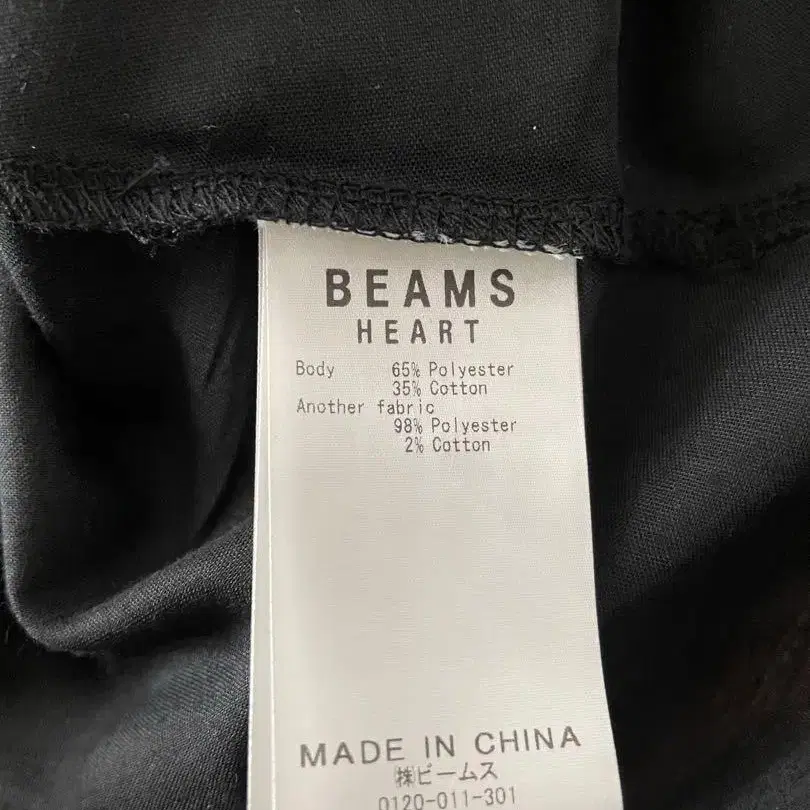 BEAMS
HEART
Body 65% Polyester
35% Cotton
Another fabric
98% Polyester
2% Cotton
MADE IN CHINA
㈱ビームス
0120-011-301